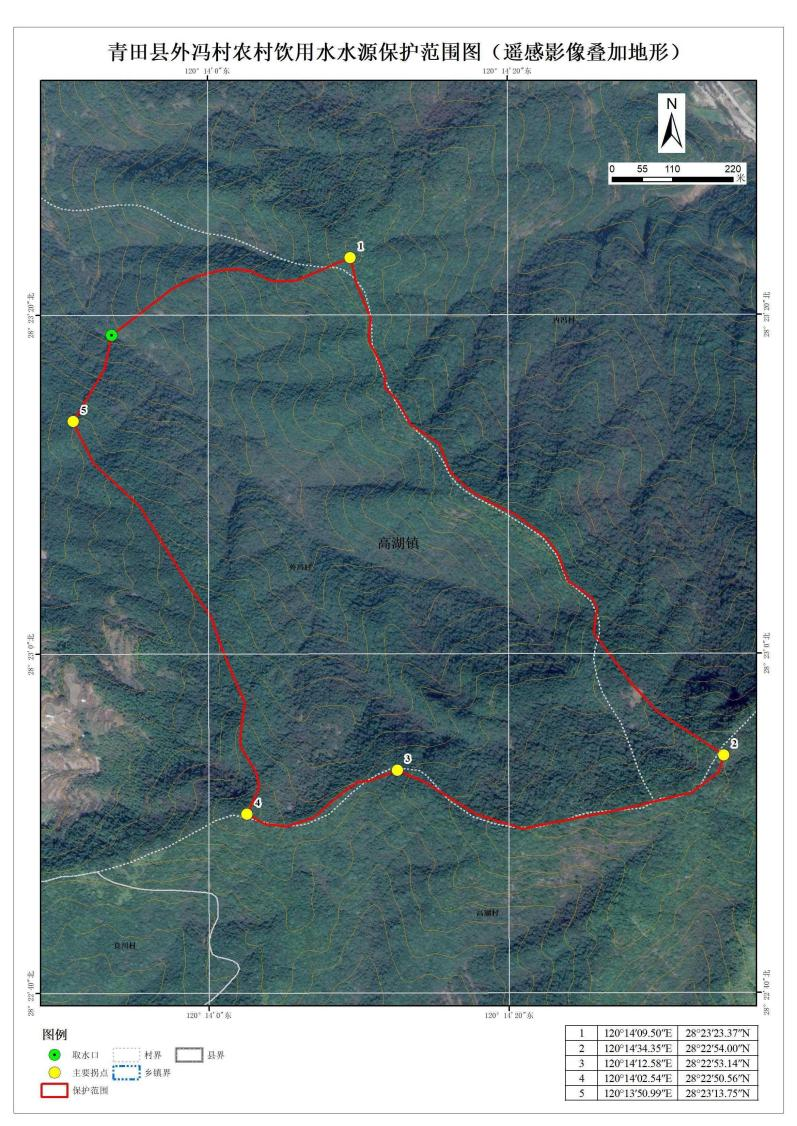 青田县外冯村农村饮用水水源保护范围图（遥感影像叠加地形）
120° 14′0″东
120° 14′20″东
N
0 55 110 220
米
1
28° 23′20″北
内冯村
28° 23′20″北
5
高湖镇
外冯村
28° 23′0″北
28° 23′0″北
2
3
4
高湖村
良川村
28° 22′40″北
28° 22′40″北
120° 14′0″东
120° 14′20″东
图例
取水口 村界 县界
主要拐点 乡镇界
保护范围
1 120°14′09.50″E 28°23′23.37″N
2 120°14′34.35″E 28°22′54.00″N
3 120°14′12.58″E 28°22′53.14″N
4 120°14′02.54″E 28°22′50.56″N
5 120°13′50.99″E 28°23′13.75″N